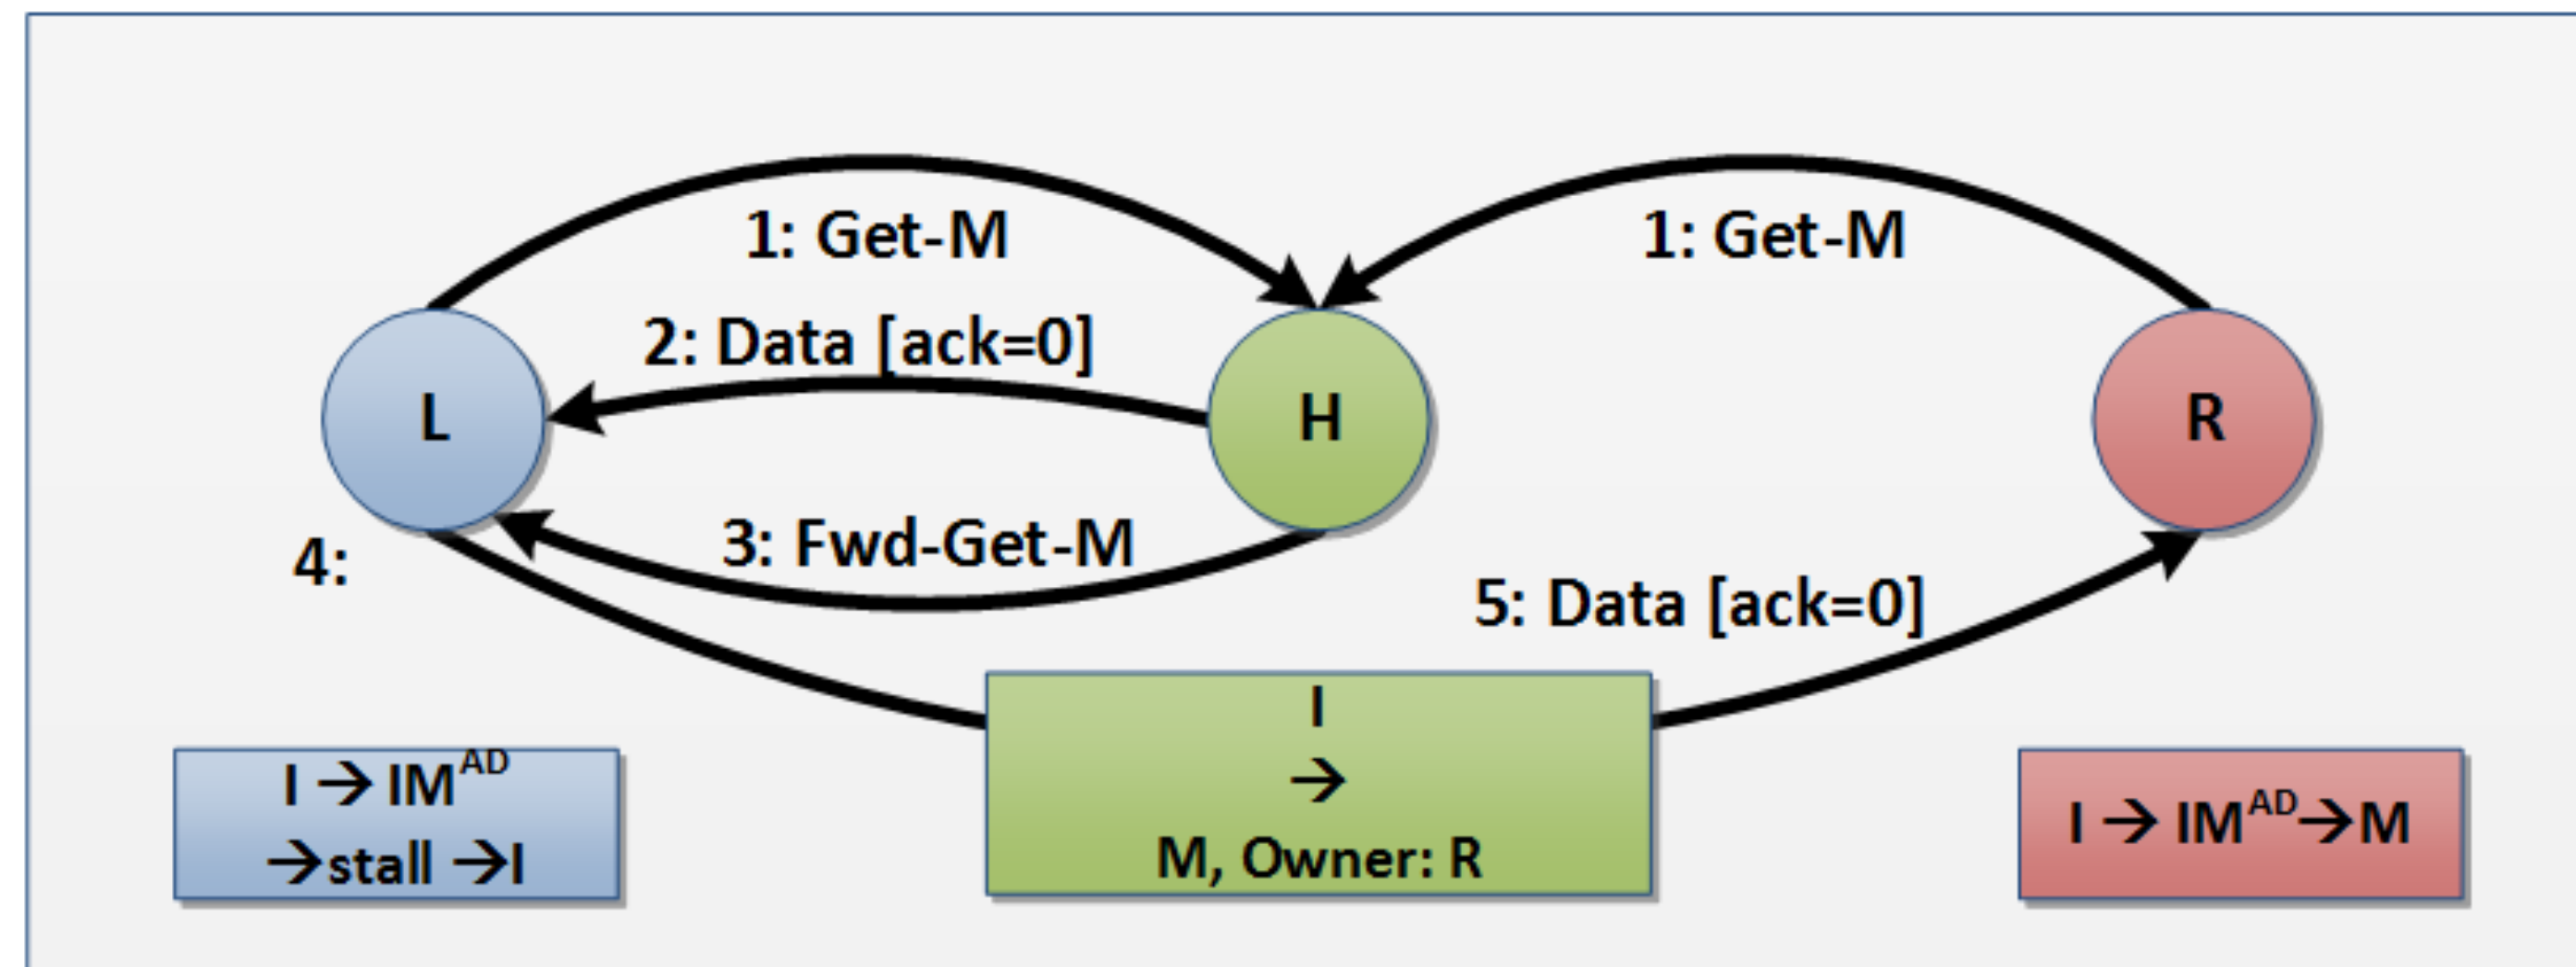 1: Get-M
1: Get-M
2: Data [ack=0]
L
H
R
3: Fwd-Get-M
4:
5: Data [ack=0]
I
→
M, Owner: R
I → IM^AD
→stall →I
I → IM^AD→M